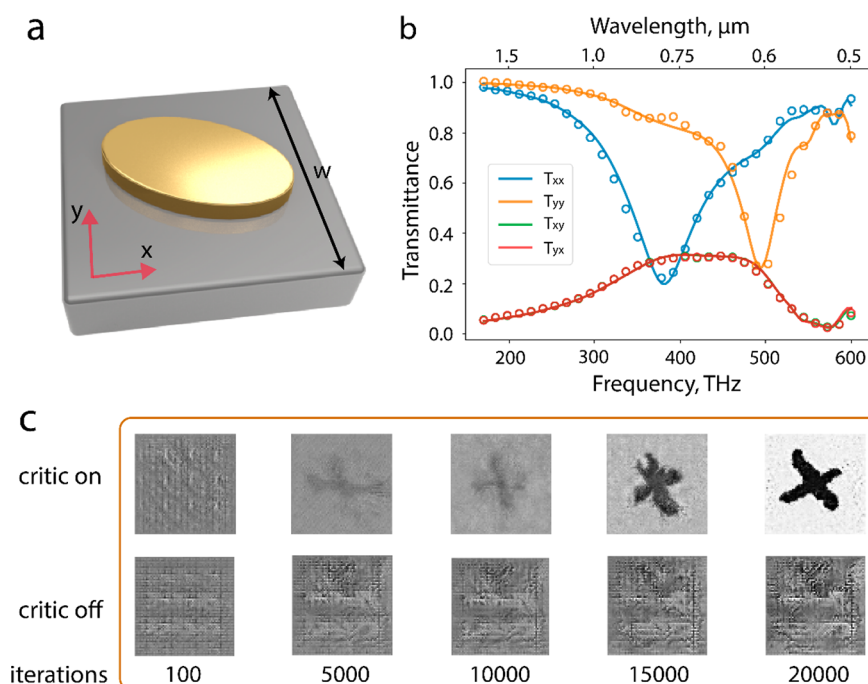 a
w
y
x
b
Wavelength, μm
1.5 1.0 0.75 0.6 0.5
Transmittance
1.0
0.8
0.6
0.4
0.2
0.0
Txx
Tyy
Txy
Tyx
200 300 400 500 600
Frequency, THz
c
critic on
critic off
iterations 100 5000 10000 15000 20000